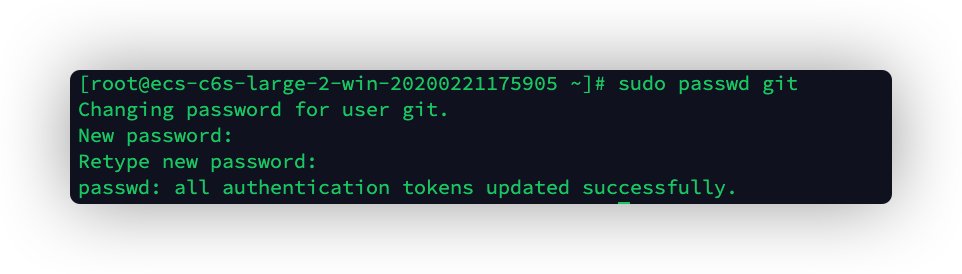 [root@ecs-c6s-large-2-win-20200221175905 ~]# sudo passwd git
Changing password for user git.
New password:
Retype new password:
passwd: all authentication tokens updated successfully.